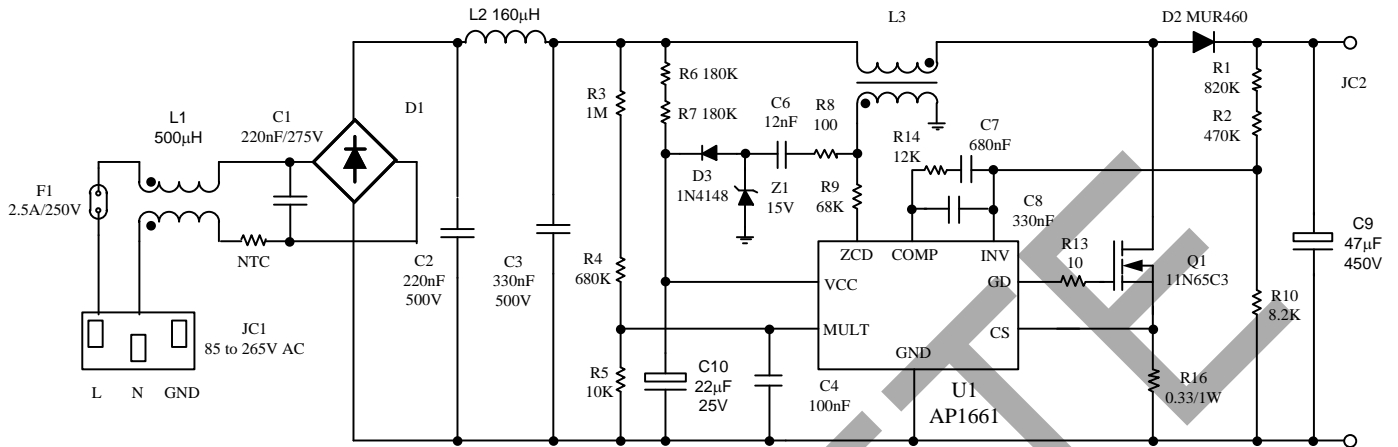 L2 160μH
L3
D2 MUR460
R6 180K
R3
1M
R7 180K
C6
12nF
R8
100
R1
820K
JC2
D1
C1
220nF/275V
L1
500μH
R2
470K
R14
12K
C7
680nF
D3
1N4148
Z1
15V
R9
68K
F1
2.5A/250V
C8
330nF
C9
47μF
450V
NTC
C2
220nF
500V
C3
330nF
500V
R4
680K
ZCD
COMP
INV
R13
10
Q1
11N65C3
VCC
GD
R10
8.2K
JC1
85 to 265V AC
MULT
CS
GND
L
N
GND
R5
10K
C10
22μF
25V
C4
100nF
U1
AP1661
R16
0.33/1W